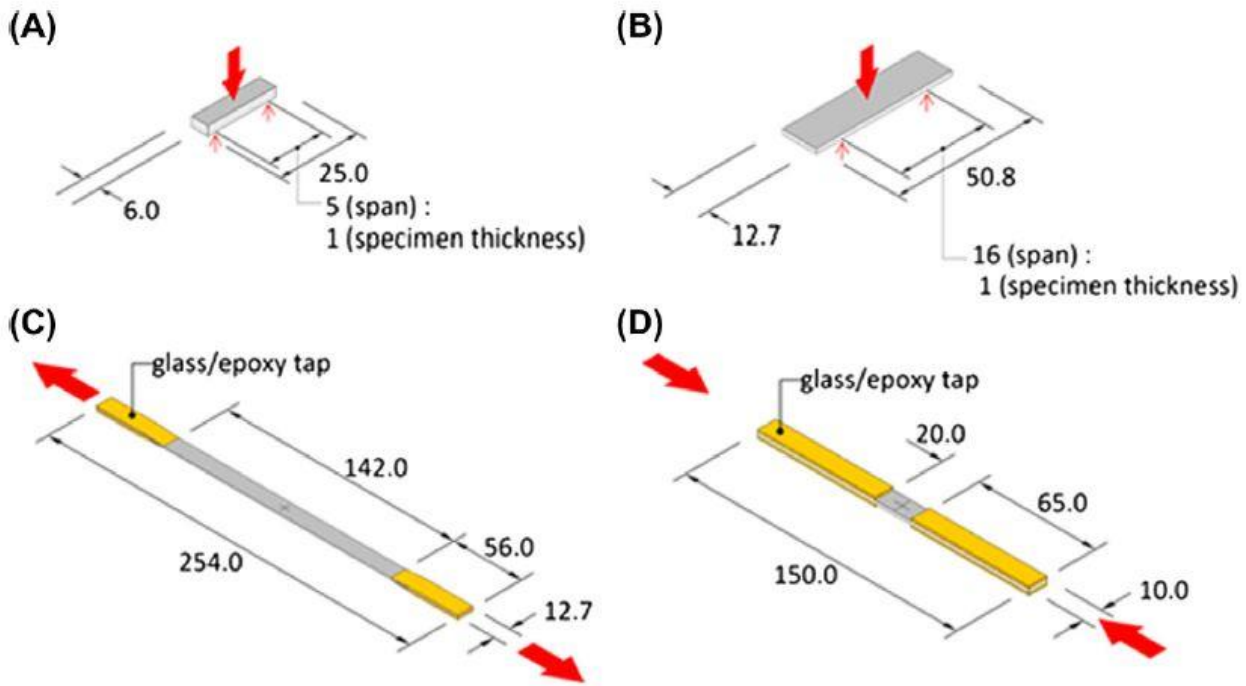 (A)
25.0
6.0
5 (span) :
1 (specimen thickness)
(B)
50.8
12.7
16 (span) :
1 (specimen thickness)
(C)
glass/epoxy tap
142.0
56.0
254.0
12.7
(D)
glass/epoxy tap
20.0
65.0
150.0
10.0